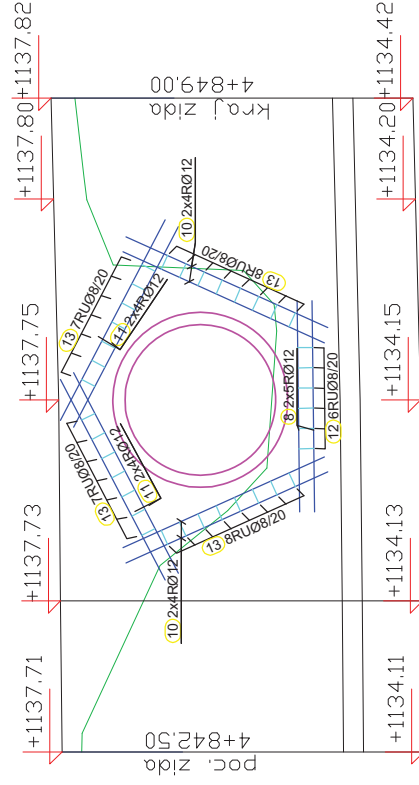 +1137.71
+1137.73
+1137.75
+1137.80
+1137.82
poc. zida
4+842.50
kraj zida
4+849.00
13 7RUØ8/20
11 2x4RØ12
13 7RUØ8/20
11 2x4RØ12
10 2x4RØ12
13 8RUØ8/20
10 2x4RØ12
13 8RUØ8/20
8 2x5RØ12
12 6RUØ8/20
+1134.11
+1134.13
+1134.15
+1134.20
+1134.42